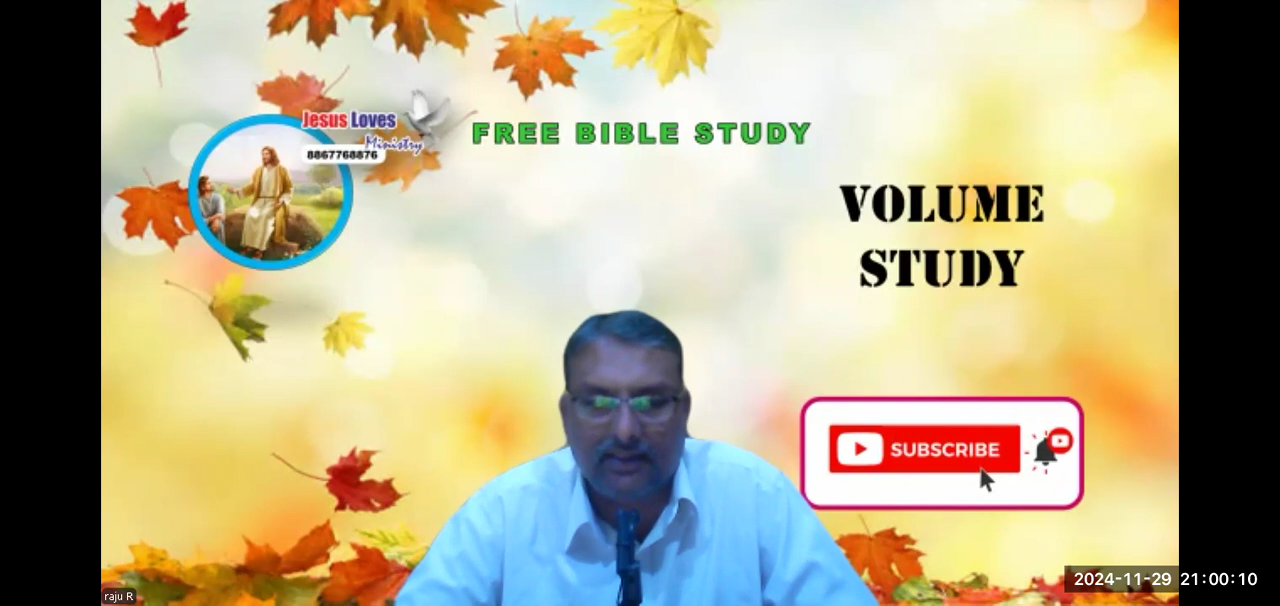 Jesus Loves
Ministry
8867768876
FREE BIBLE STUDY
VOLUME
STUDY
SUBSCRIBE
raju R
2024-11-29 21:00:10